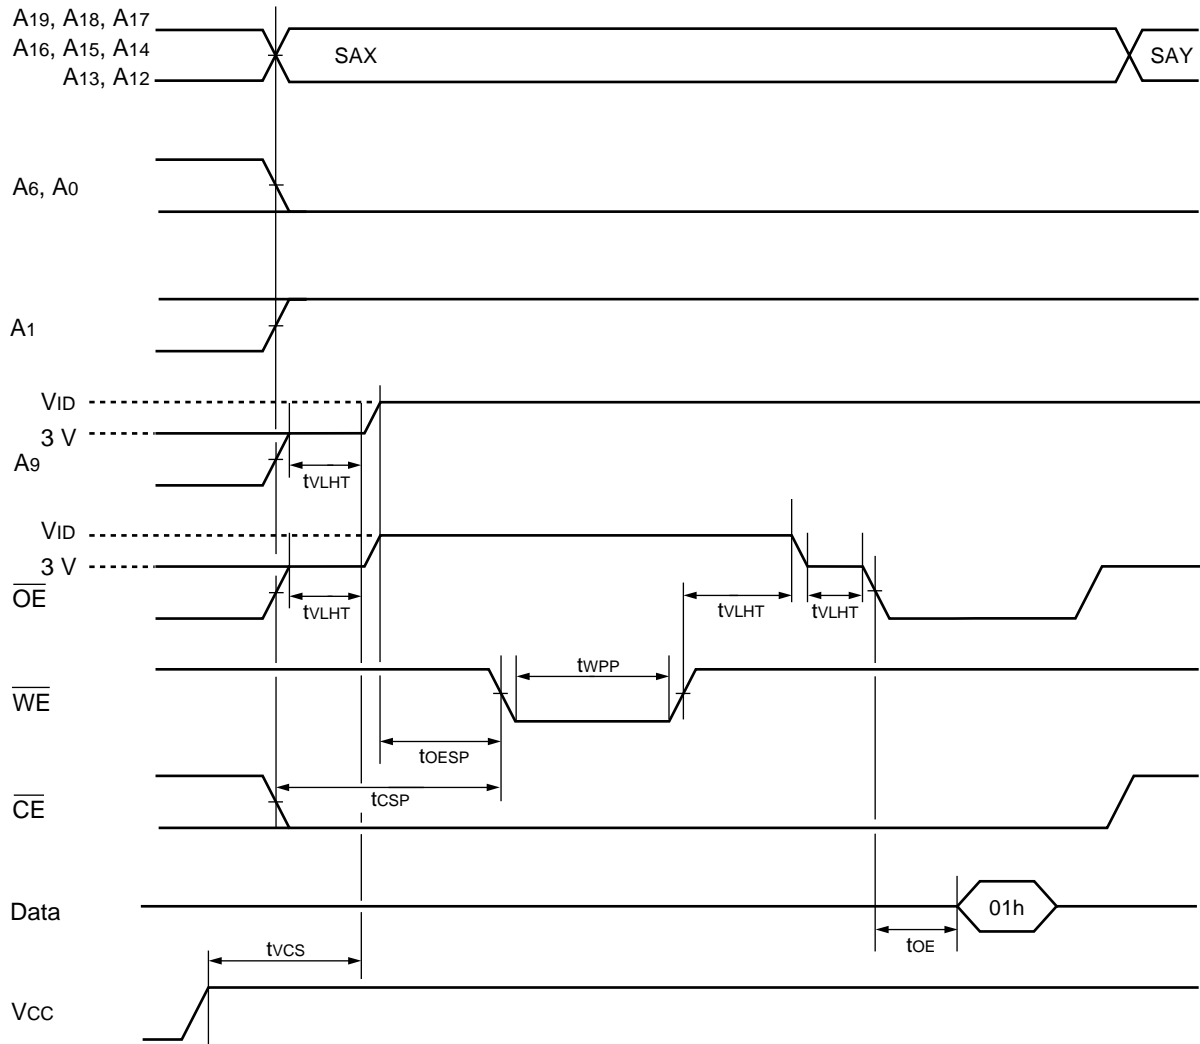 A19, A18, A17
A16, A15, A14
A13, A12
SAX
SAY
A6, A0
A1
VID
3 V
A9
tVLHT
VID
3 V
OE
tVLHT
tVLHT
tVLHT
WE
tWPP
tOESP
tCSP
CE
Data
01h
tOE
tVCS
VCC